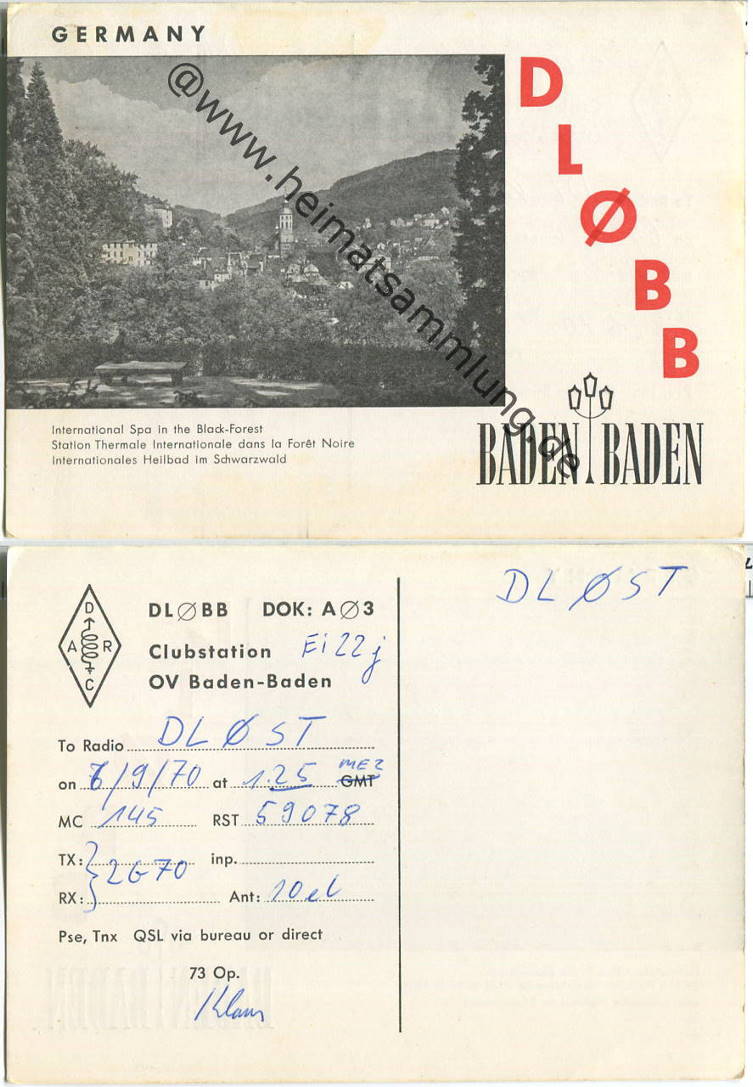 GERMANY
@www.heimatsammlung.de
DLØBB
International Spa in the Black-Forest
Station Thermale Internationale dans la Forêt Noire
Internationales Heilbad im Schwarzwald
BADEN BADEN
DARC
DLØBB DOK: AØ3
Clubstation Ei22j
OV Baden-Baden
DLØST
To Radio DLØST
on 6/9/70 at 1.25 MEZ GMT
MC 145 RST 59078
TX: inp.
2G70
RX: Ant: 10el
Pse, Tnx QSL via bureau or direct
73 Op.
Klaus